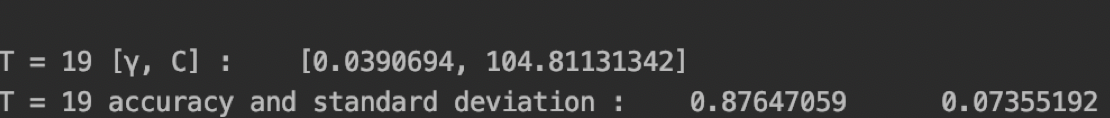 T = 19 [γ, C] :    [0.0390694, 104.81131342]
T = 19 accuracy and standard deviation :    0.87647059      0.07355192